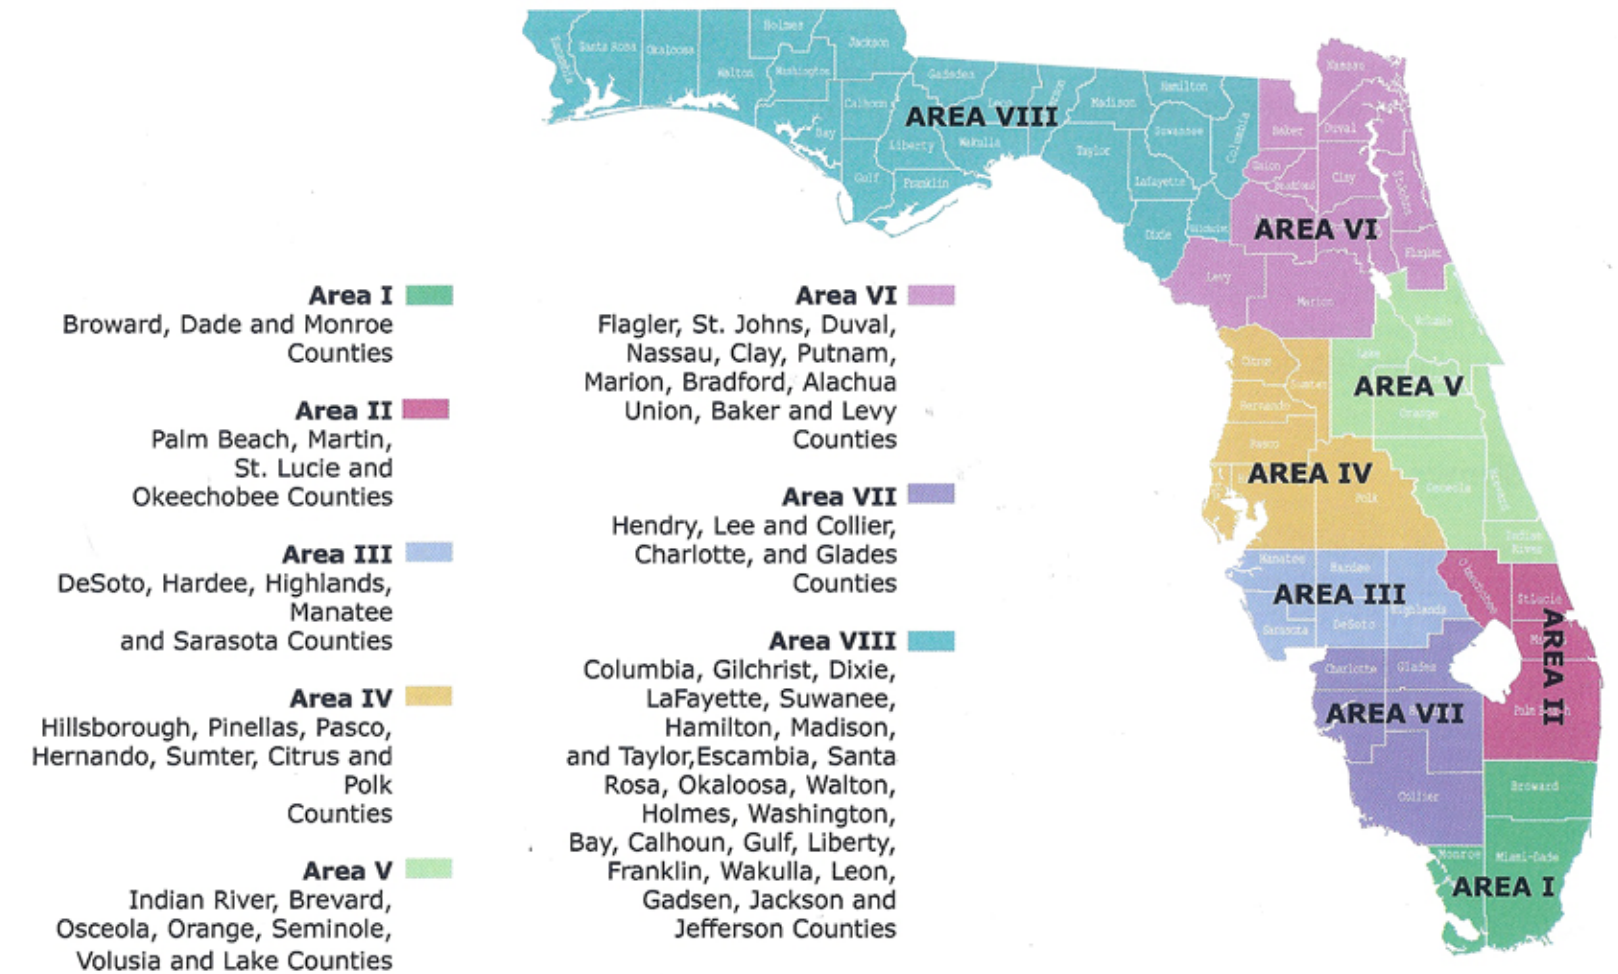 Area I
Broward, Dade and Monroe
Counties
Area II
Palm Beach, Martin,
St. Lucie and
Okeechobee Counties
Area III
DeSoto, Hardee, Highlands,
Manatee
and Sarasota Counties
Area IV
Hillsborough, Pinellas, Pasco,
Hernando, Sumter, Citrus and
Polk
Counties
Area V
Indian River, Brevard,
Osceola, Orange, Seminole,
Volusia and Lake Counties
Area VI
Flagler, St. Johns, Duval,
Nassau, Clay, Putnam,
Marion, Bradford, Alachua
Union, Baker and Levy
Counties
Area VII
Hendry, Lee and Collier,
Charlotte, and Glades
Counties
Area VIII
Columbia, Gilchrist, Dixie,
LaFayette, Suwanee,
Hamilton, Madison,
and Taylor,Escambia, Santa
Rosa, Okaloosa, Walton,
Holmes, Washington,
Bay, Calhoun, Gulf, Liberty,
Franklin, Wakulla, Leon,
Gadsen, Jackson and
Jefferson Counties
Escambia
Santa Rosa
Okaloosa
Walton
Holmes
Washington
Jackson
Bay
Calhoun
Gulf
Liberty
Franklin
Wakulla
AREA VIII
Madison
Taylor
Hamilton
Suwannee
Lafayette
Dixie
Columbia
Nassau
Baker
Duval
Union
Clay
St Johns
AREA VI
Flagler
Levy
Marion
Volusia
Lake
AREA V
Orange
Osceola
Brevard
Indian
River
Citrus
Sumter
Hernando
Pasco
AREA IV
Polk
Manatee
Hardee
AREA III
Highlands
DeSoto
Sarasota
Okeechobee
St Lucie
AREA II
Charlotte
Glades
AREA VII
Collier
Broward
Monroe
Miami-Dade
AREA I